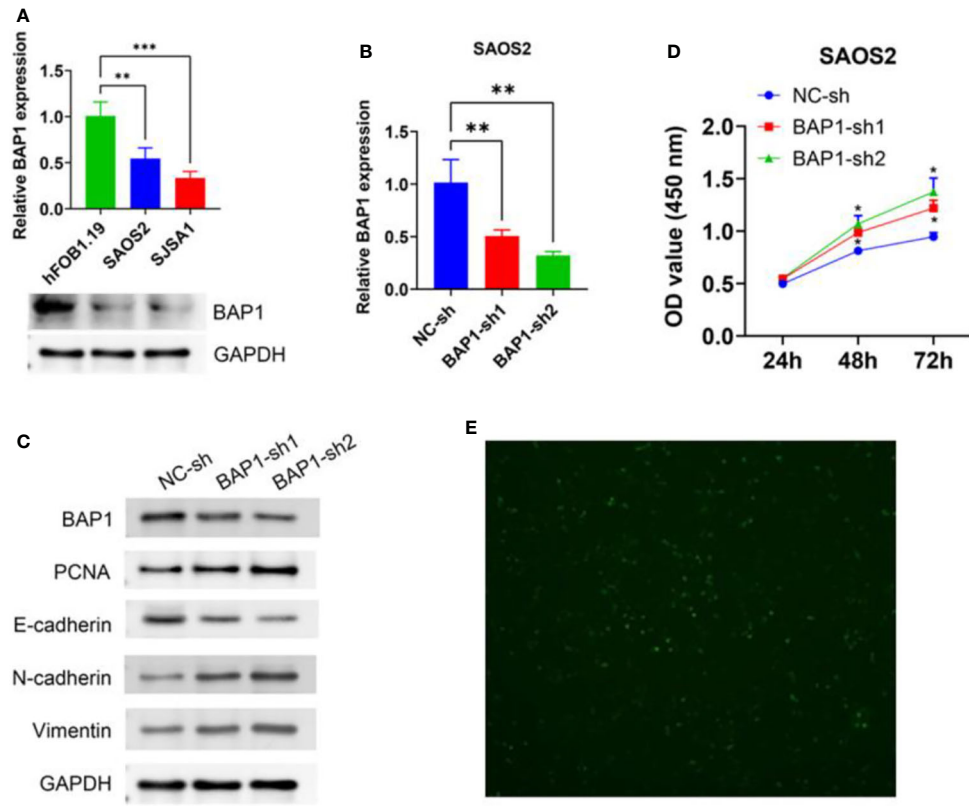 A
Relative BAP1 expression
1.5
1.0
0.5
0.0
***
**
hFOB1.19
SAOS2
SJSA1
BAP1
GAPDH
B
SAOS2
Relative BAP1 expression
1.5
1.0
0.5
0.0
**
**
NC-sh
BAP1-sh1
BAP1-sh2
D
SAOS2
NC-sh
BAP1-sh1
BAP1-sh2
OD value (450 nm)
2.0
1.5
1.0
0.5
0.0
*
*
*
*
24h
48h
72h
C
NC-sh
BAP1-sh1
BAP1-sh2
BAP1
PCNA
E-cadherin
N-cadherin
Vimentin
GAPDH
E